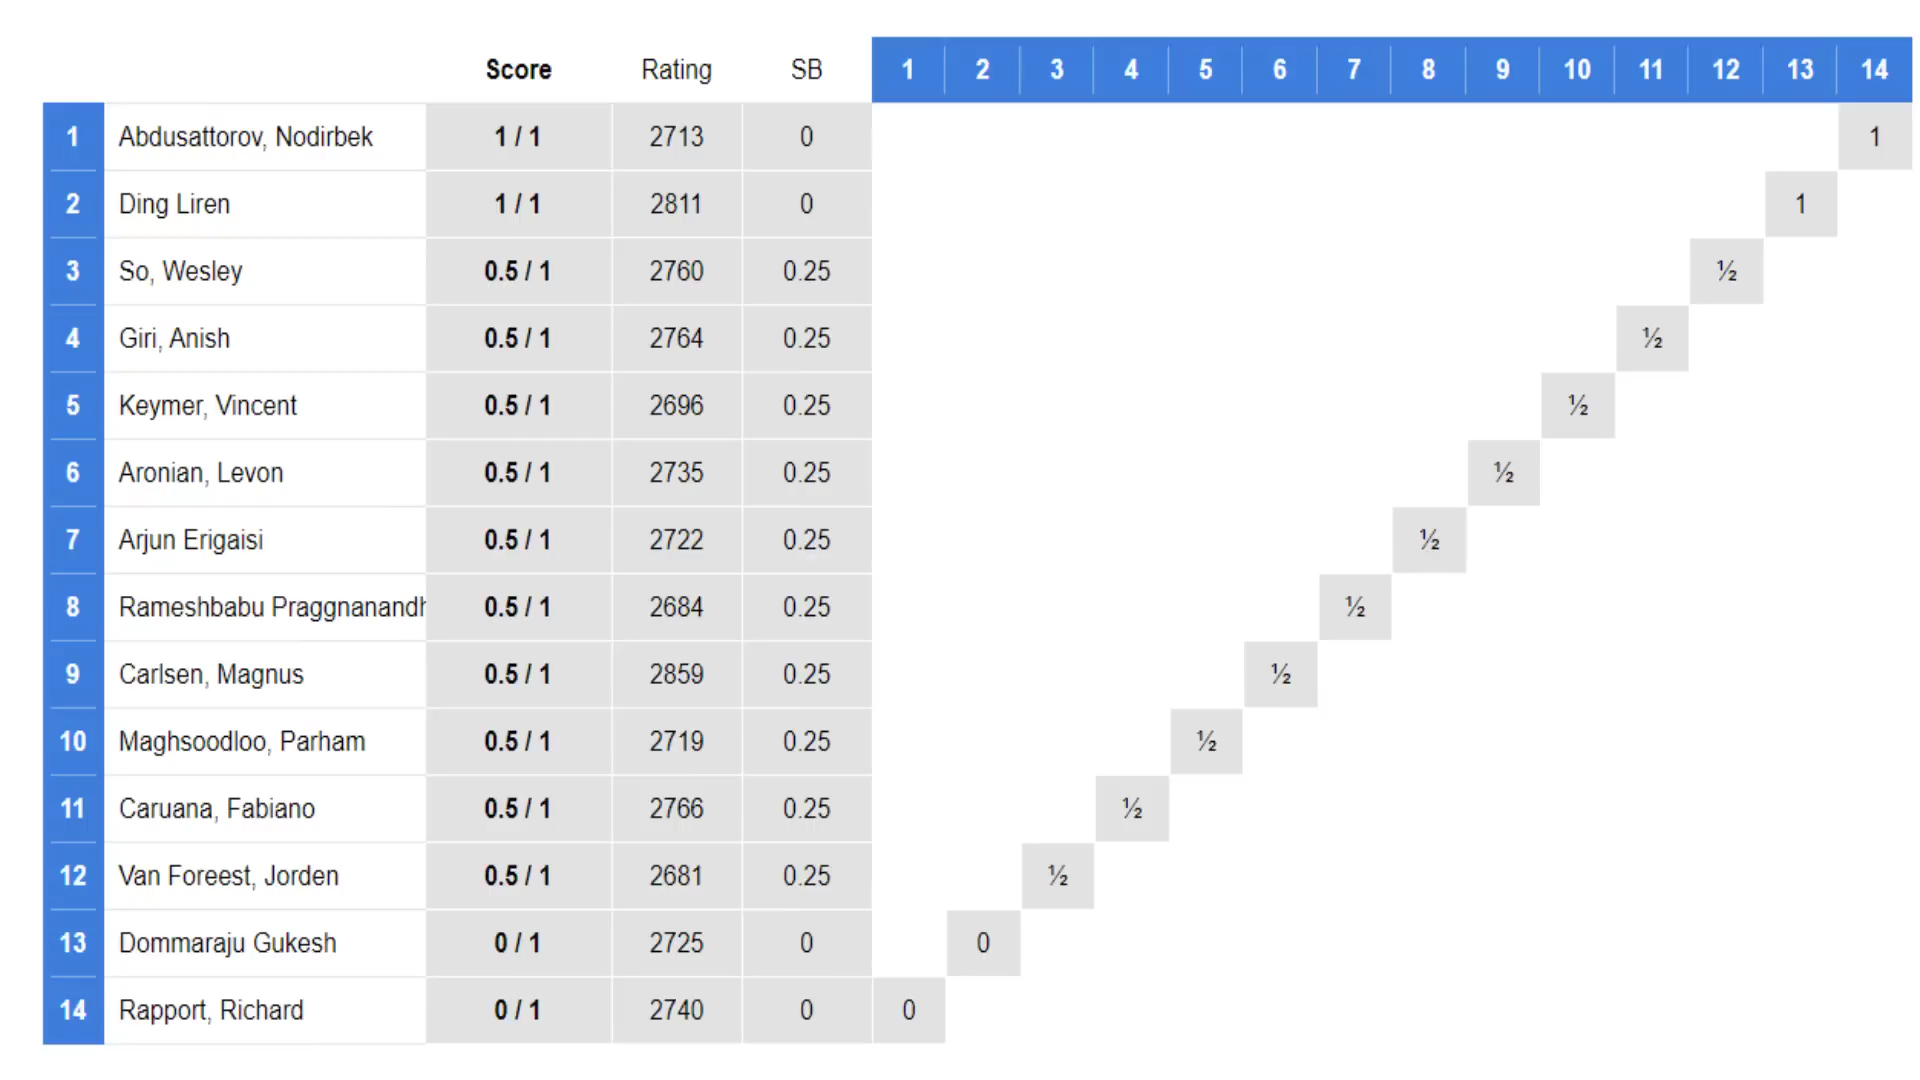 Score Rating SB 1 2 3 4 5 6 7 8 9 10 11 12 13 14
1 Abdusattorov, Nodirbek 1 / 1 2713 0 1
2 Ding Liren 1 / 1 2811 0 1
3 So, Wesley 0.5 / 1 2760 0.25 ½
4 Giri, Anish 0.5 / 1 2764 0.25 ½
5 Keymer, Vincent 0.5 / 1 2696 0.25 ½
6 Aronian, Levon 0.5 / 1 2735 0.25 ½
7 Arjun Erigaisi 0.5 / 1 2722 0.25 ½
8 Rameshbabu Praggnanandh 0.5 / 1 2684 0.25 ½
9 Carlsen, Magnus 0.5 / 1 2859 0.25 ½
10 Maghsoodloo, Parham 0.5 / 1 2719 0.25 ½
11 Caruana, Fabiano 0.5 / 1 2766 0.25 ½
12 Van Foreest, Jorden 0.5 / 1 2681 0.25 ½
13 Dommaraju Gukesh 0 / 1 2725 0 0
14 Rapport, Richard 0 / 1 2740 0 0